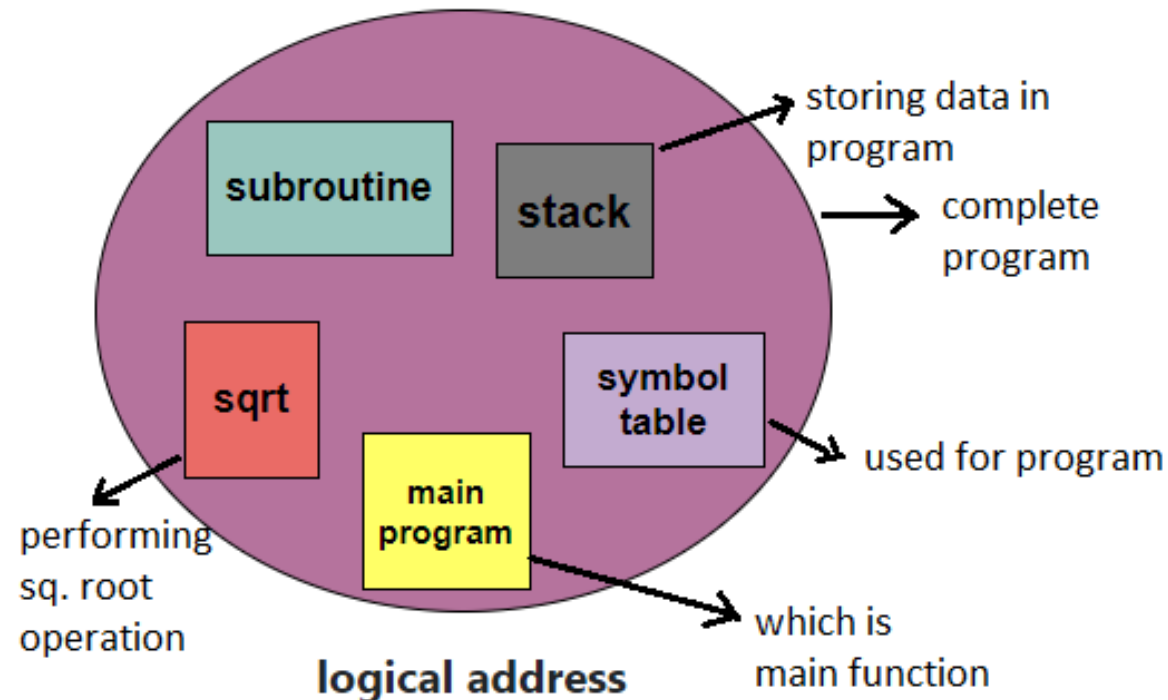 storing data in
program
subroutine
stack
complete
program
sqrt
symbol
table
used for program
main
program
performing
sq. root
operation
which is
main function
logical address